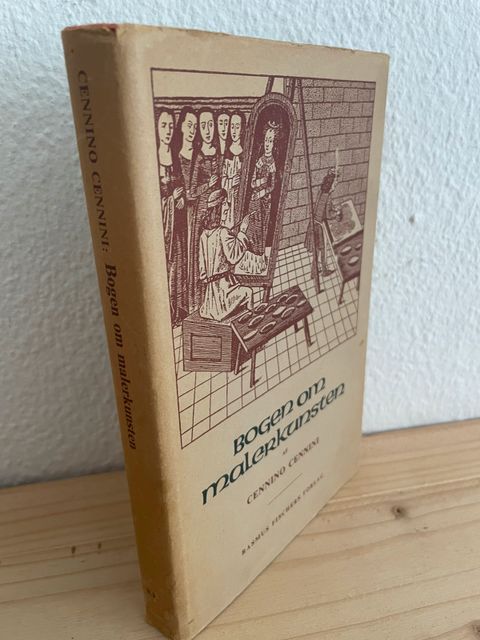 CENNINO CENNINI: Bogen om malerkunsten
BOGEN OM
MALERKUNSTEN
AF
CENNINO CENNINI
RASMUS FISCHERS FORLAG